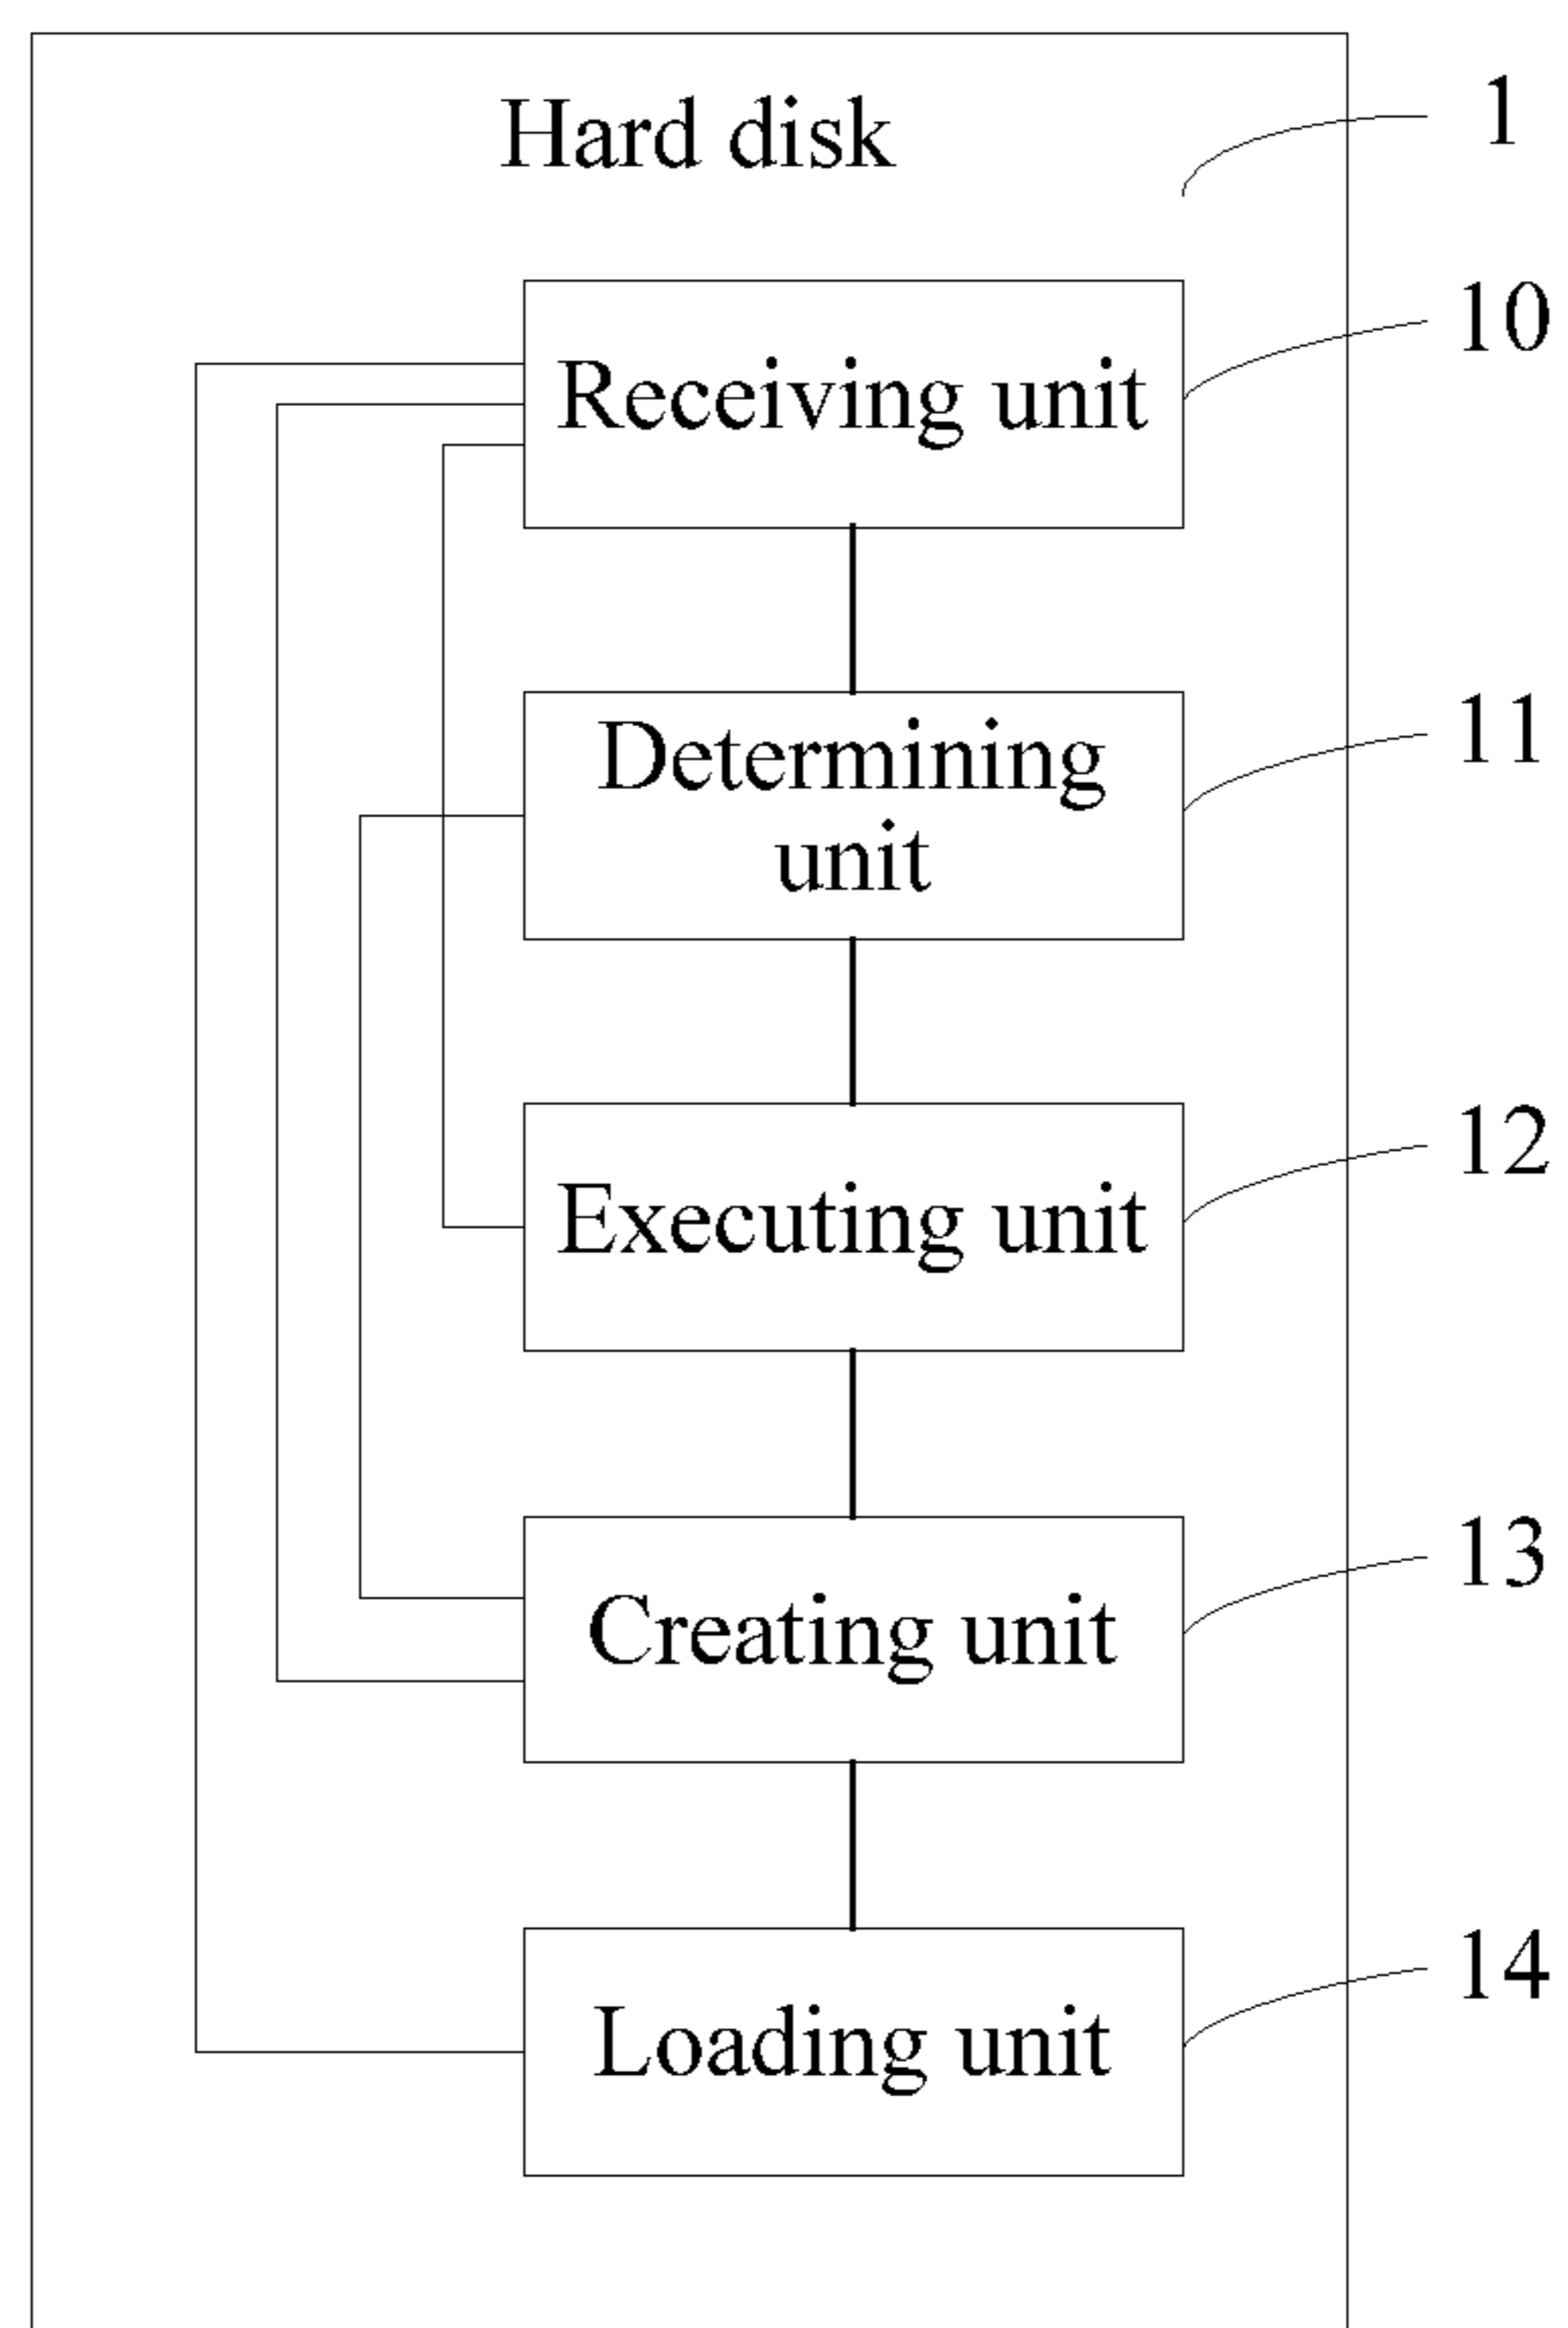 Hard disk
1
Receiving unit
10
Determining
unit
11
Executing unit
12
Creating unit
13
Loading unit
14